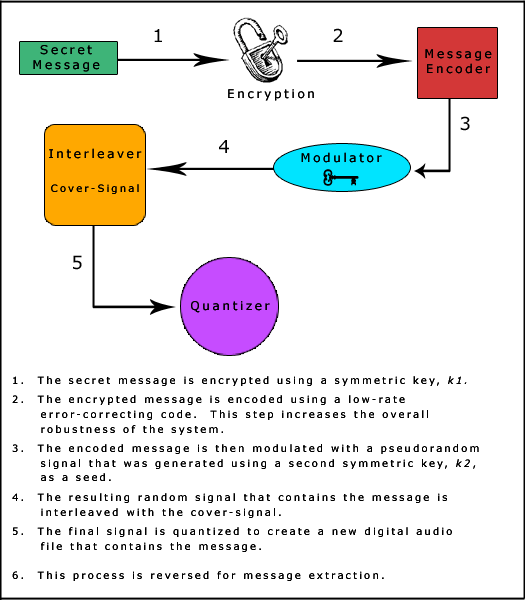 1
2
Secret
Message
Encryption
Message
Encoder
3
4
Interleaver
Cover-Signal
Modulator
5
Quantizer
1. The secret message is encrypted using a symmetric key, k1.
2. The encrypted message is encoded using a low-rate
error-correcting code. This step increases the overall
robustness of the system.
3. The encoded message is then modulated with a pseudorandom
signal that was generated using a second symmetric key, k2,
as a seed.
4. The resulting random signal that contains the message is
interleaved with the cover-signal.
5. The final signal is quantized to create a new digital audio
file that contains the message.
6. This process is reversed for message extraction.